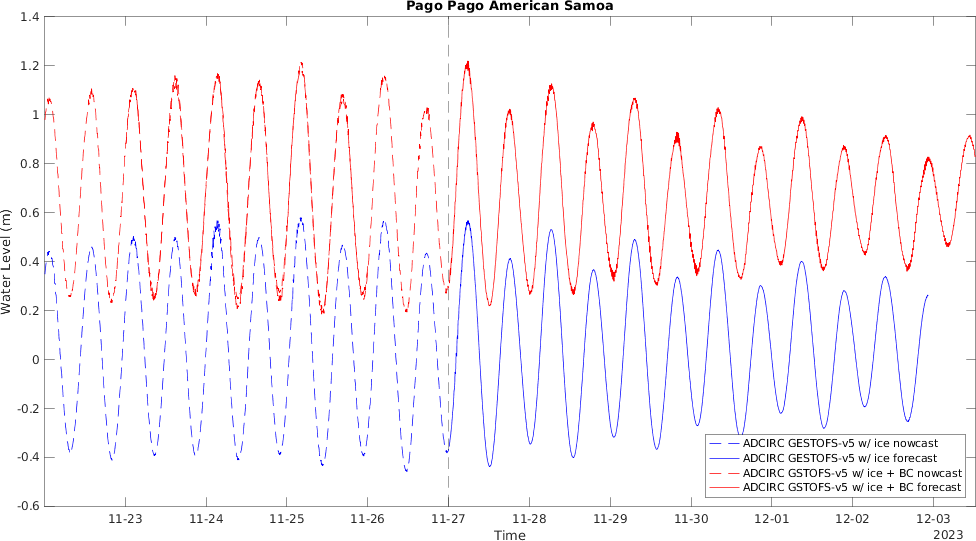 Pago Pago American Samoa
1.4
1.2
1
0.8
0.6
0.4
0.2
0
-0.2
-0.4
-0.6
Water Level (m)
ADCIRC GESTOFS-v5 w/ ice nowcast
ADCIRC GESTOFS-v5 w/ ice forecast
ADCIRC GSTOFS-v5 w/ ice + BC nowcast
ADCIRC GSTOFS-v5 w/ ice + BC forecast
11-23 11-24 11-25 11-26 11-27 11-28 11-29 11-30 12-01 12-02 12-03
Time
2023